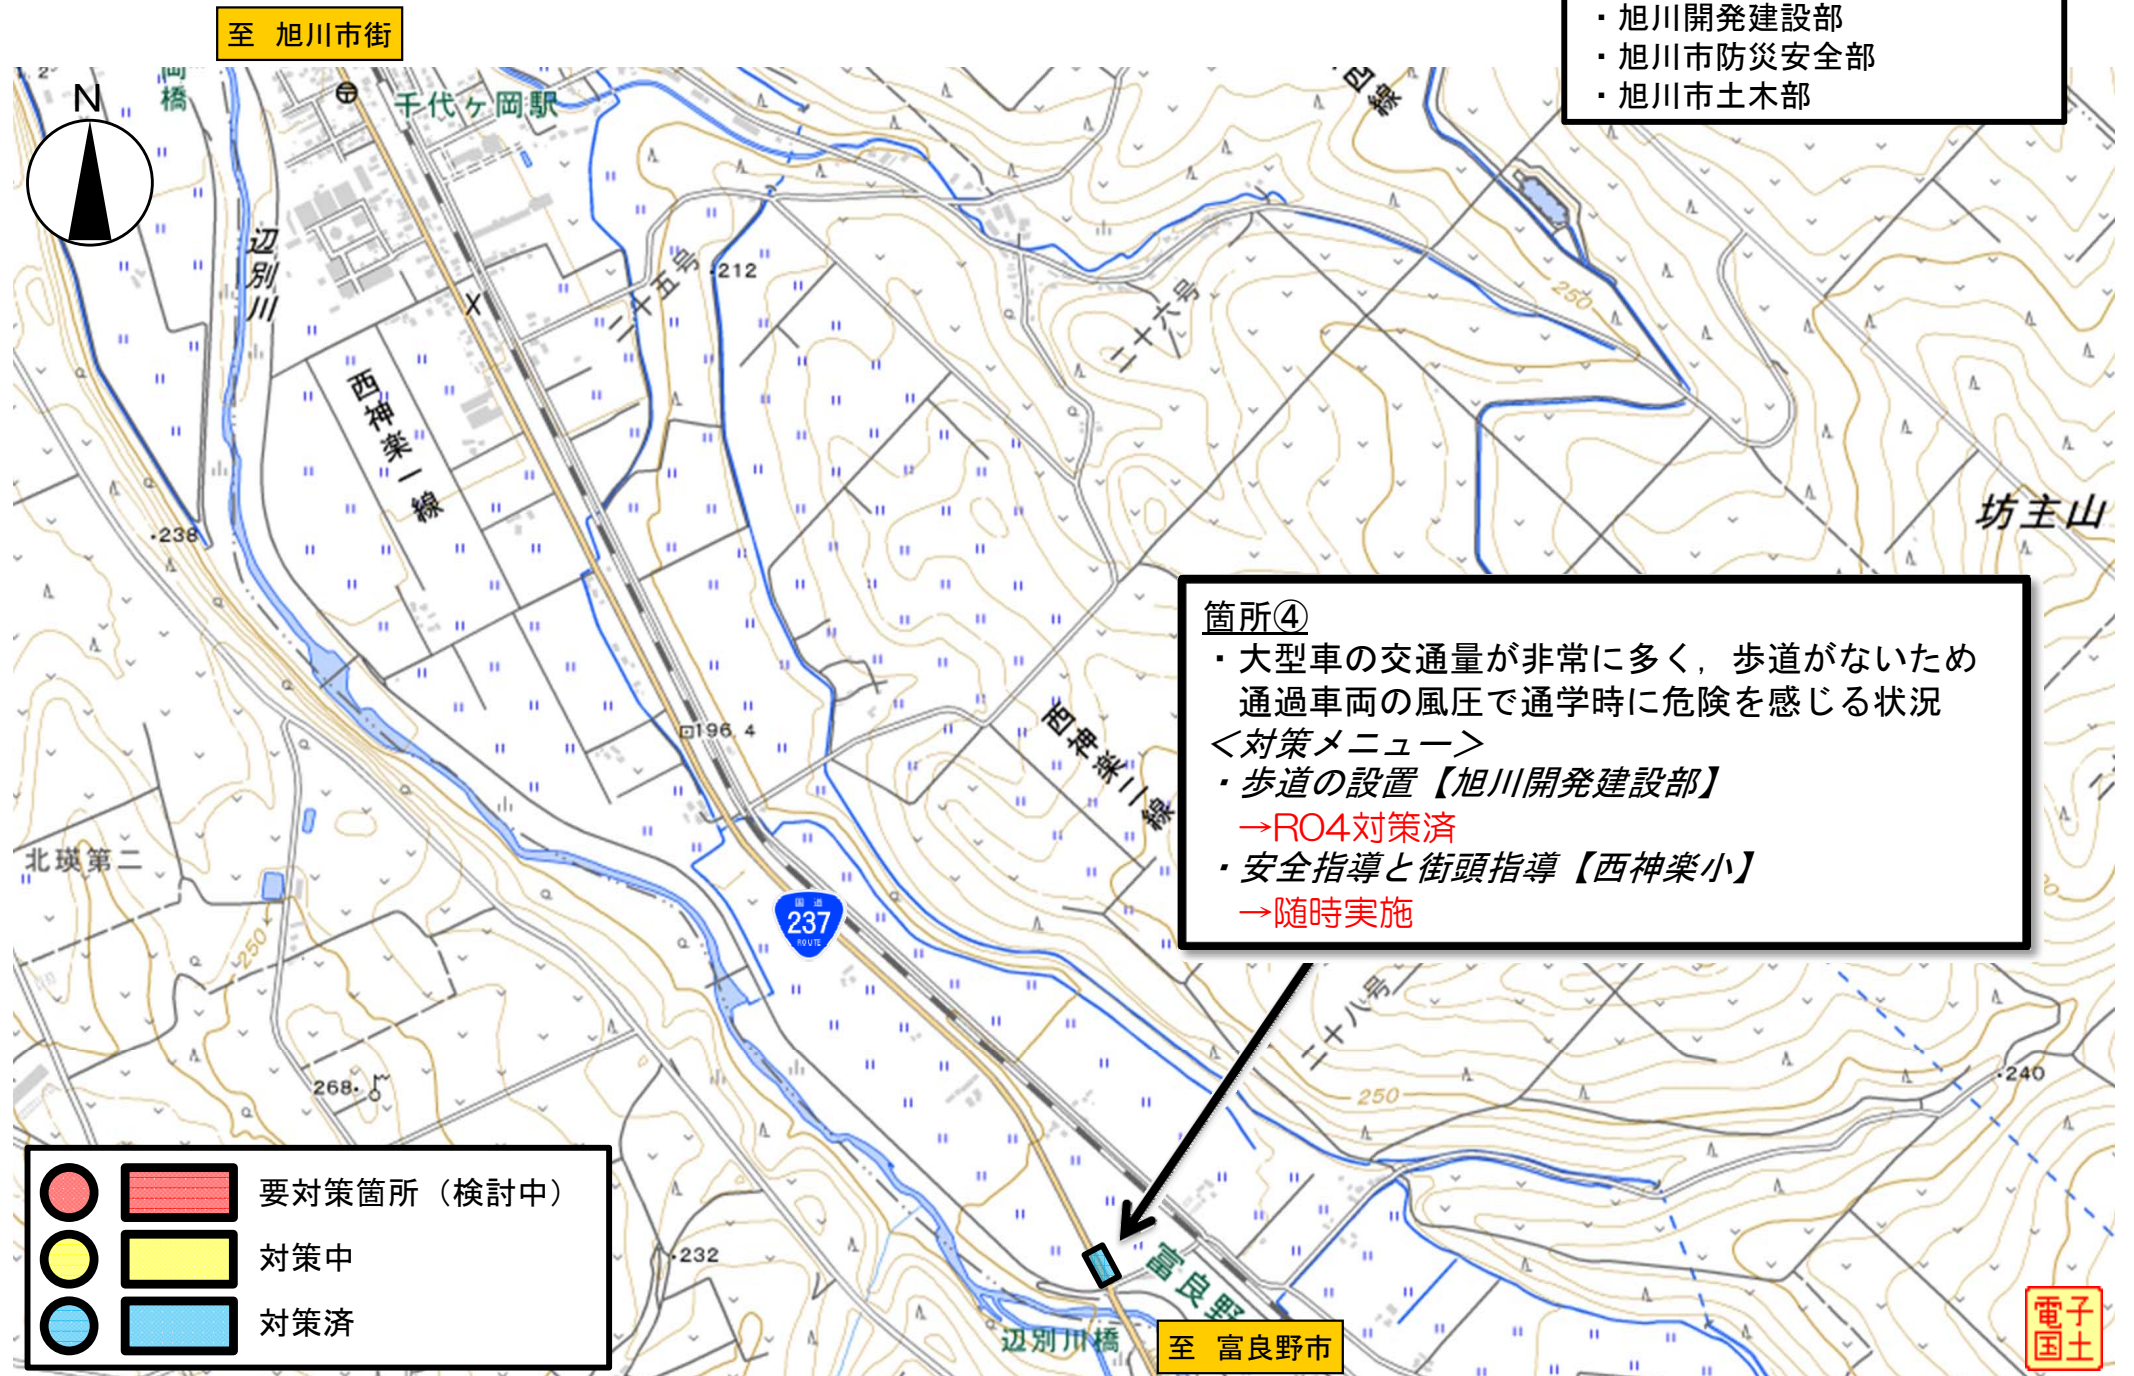 至 旭川市街
・旭川開発建設部
・旭川市防災安全部
・旭川市土木部
N
岡橋
千代ヶ岡駅
四線
辺別川
二十五号
212
二十六号
250
西神楽一線
坊主山
238
196.4
西神楽二線
箇所④
・大型車の交通量が非常に多く，歩道がないため
通過車両の風圧で通学時に危険を感じる状況
＜対策メニュー＞
・歩道の設置【旭川開発建設部】
→R04対策済
・安全指導と街頭指導【西神楽小】
→随時実施
北瑛第二
国道
237
ROUTE
250
二十八号
268
250
240
要対策箇所（検討中）
対策中
対策済
232
富良野
辺別川橋
至 富良野市
電子
国土